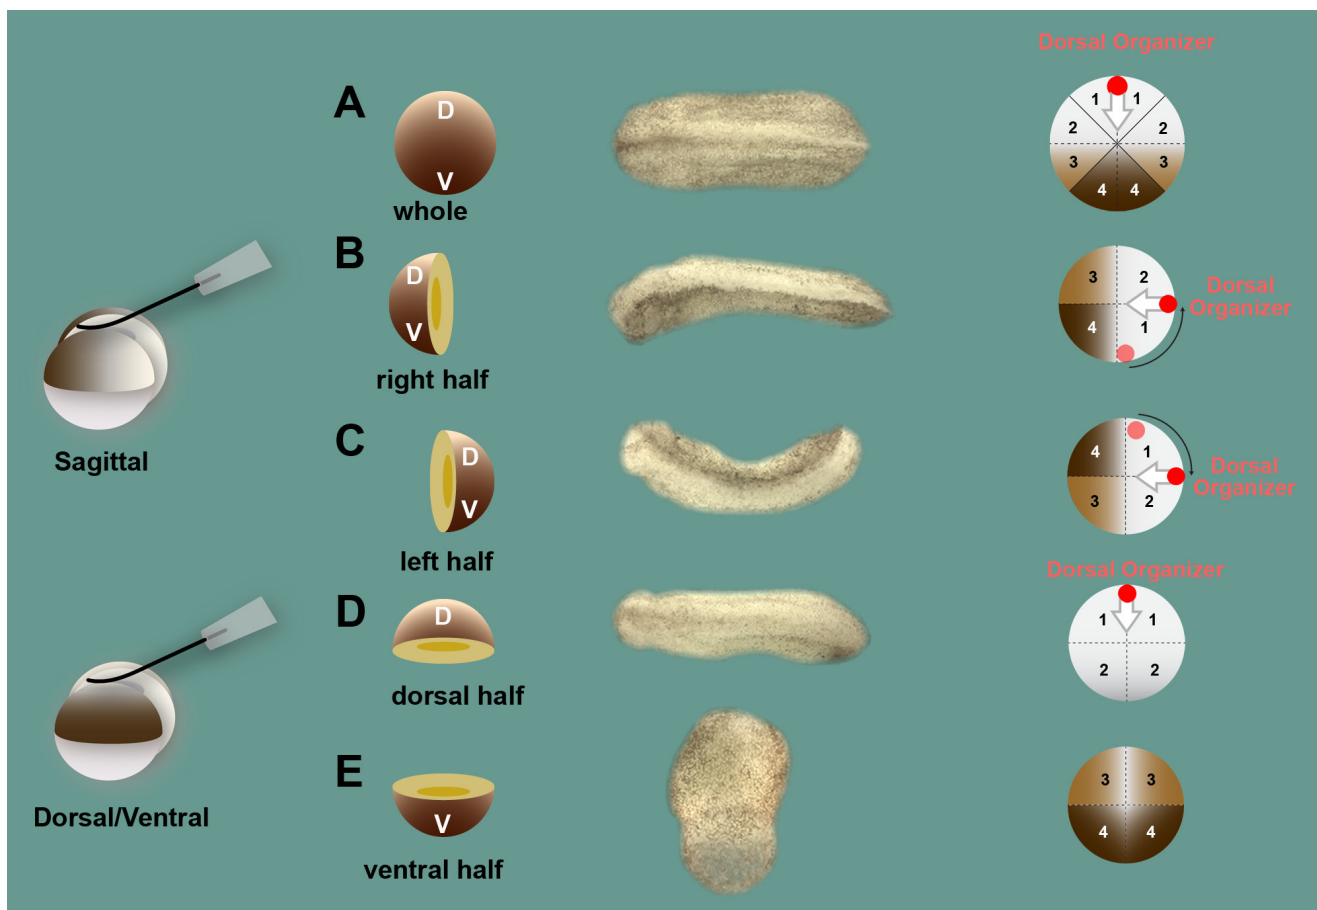 Dorsal Organizer
A
D
V
whole
1 1
2 2
3 3
4 4
B
D
V
right half
3 2
4 1
Dorsal
Organizer
Sagittal
C
D
V
left half
4 1
3 2
Dorsal
Organizer
Dorsal Organizer
D
D
dorsal half
1 1
2 2
Dorsal/Ventral
E
V
ventral half
3 3
4 4